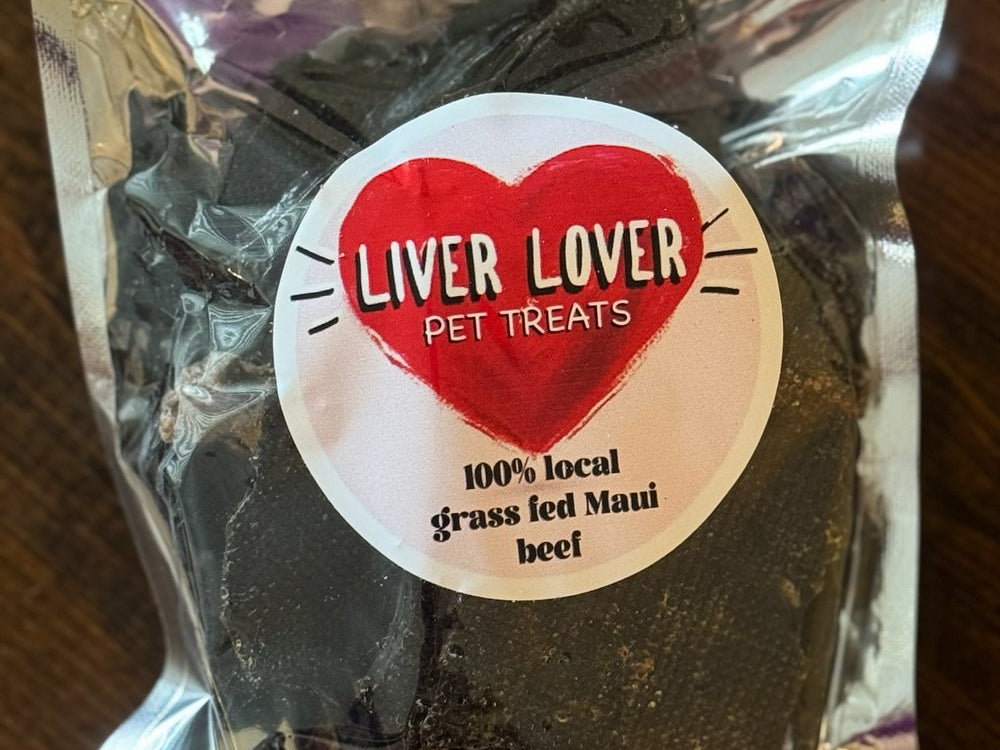 LIVER LOVER
PET TREATS
100% local
grass fed Maui
beef